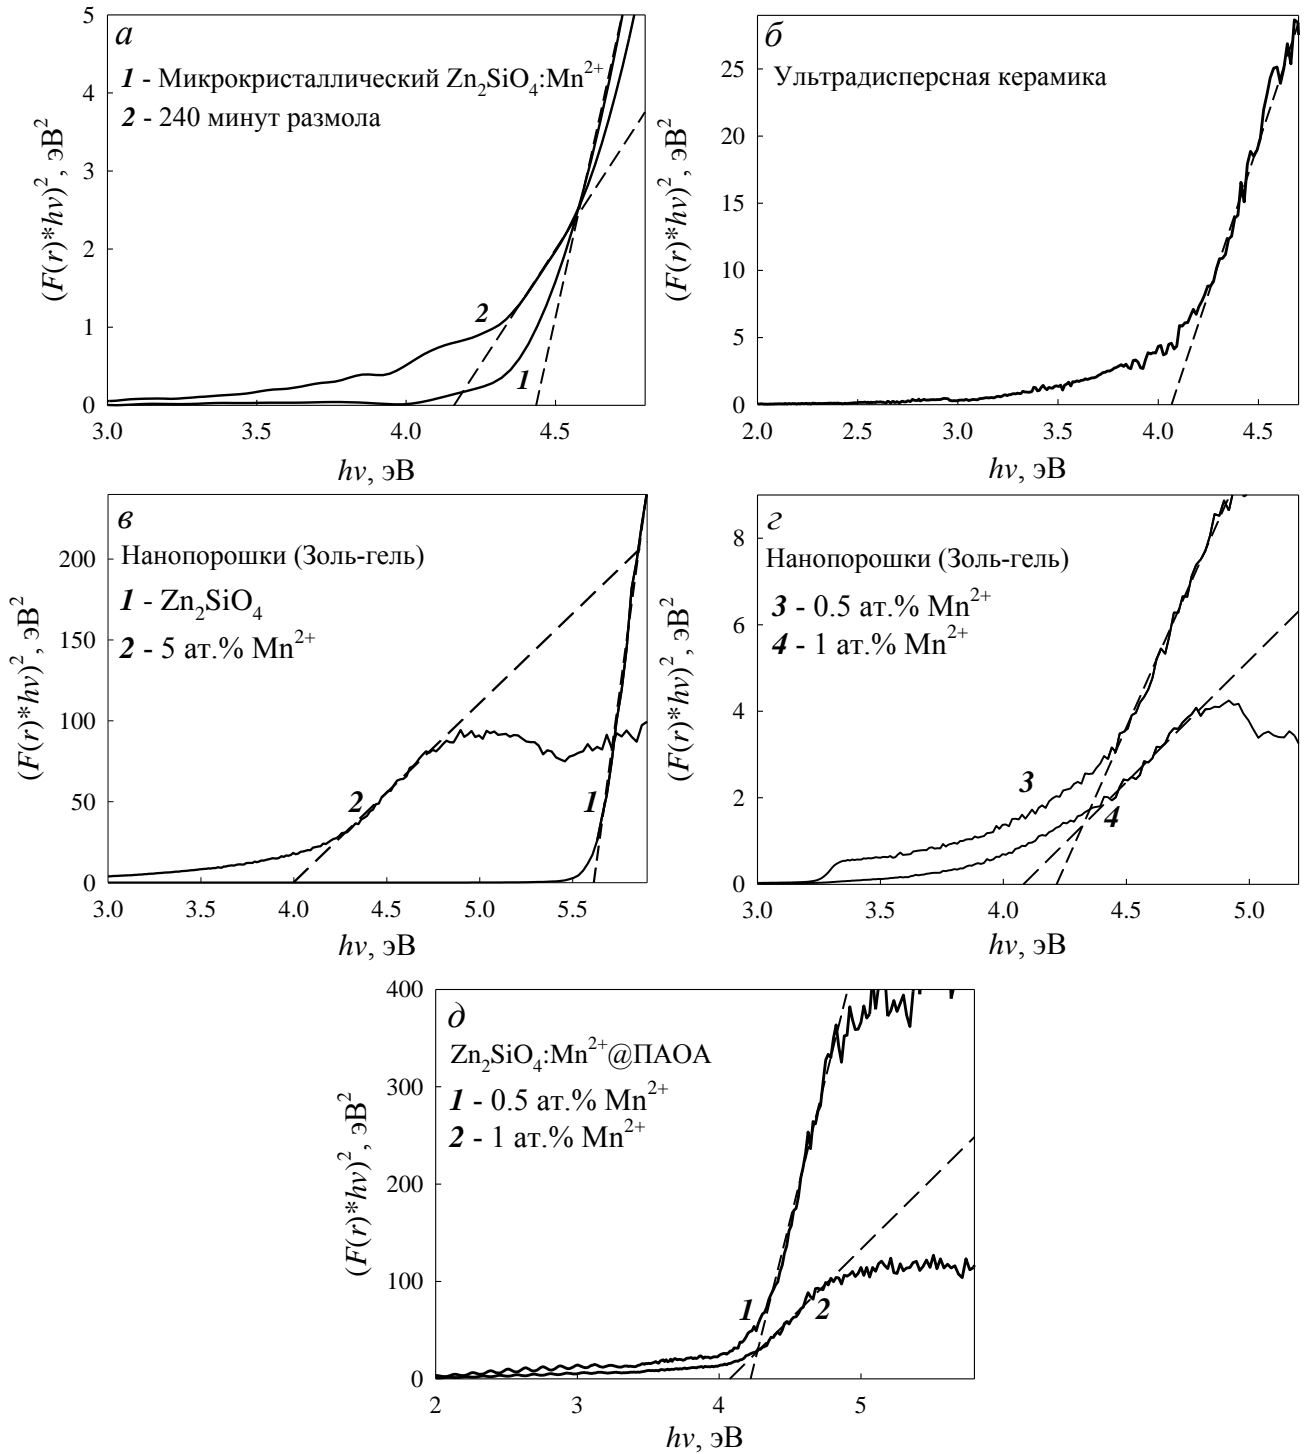 а
1 - Микрокристаллический Zn2SiO4:Mn2+
2 - 240 минут размола
(F(r)*hν)2, эВ2
5
4
3
2
1
0
2
1
3.0 3.5 4.0 4.5
hν, эВ
б
Ультрадисперсная керамика
(F(r)*hν)2, эВ2
25
20
15
10
5
0
2.0 2.5 3.0 3.5 4.0 4.5
hν, эВ
в
Нанопорошки (Золь-гель)
1 - Zn2SiO4
2 - 5 ат.% Mn2+
(F(r)*hν)2, эВ2
200
150
100
50
0
2
1
3.0 4.0 4.5 5.0 5.5
hν, эВ
г
Нанопорошки (Золь-гель)
3 - 0.5 ат.% Mn2+
4 - 1 ат.% Mn2+
(F(r)*hν)2, эВ2
8
6
4
2
0
3
4
3.0 3.5 4.0 4.5 5.0
hν, эВ
д
Zn2SiO4:Mn2+@ПАОА
1 - 0.5 ат.% Mn2+
2 - 1 ат.% Mn2+
(F(r)*hν)2, эВ2
400
300
200
100
0
1
2
2 3 4 5
hν, эВ